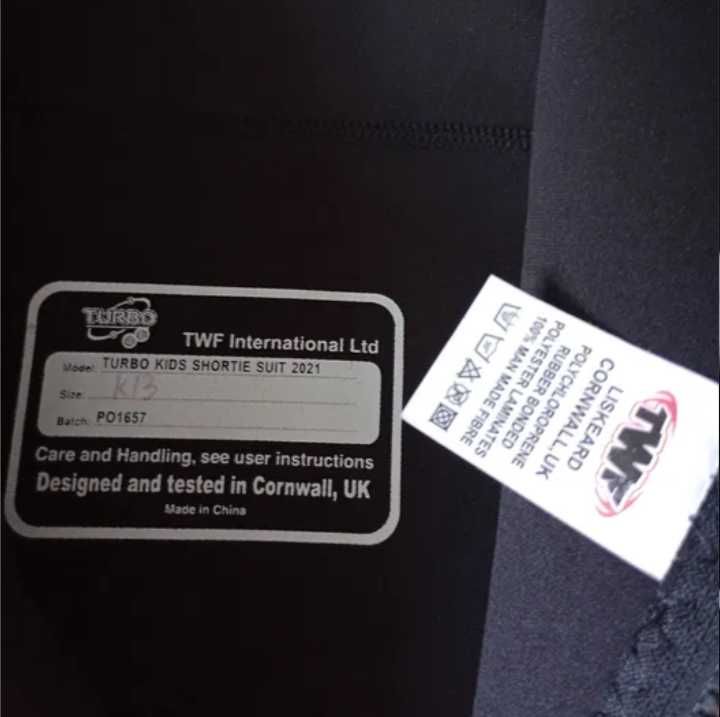 TURBO
TWF International Ltd
Model: TURBO KIDS SHORTIE SUIT 2021
Size: K13
Batch: PO1657
Care and Handling, see user instructions
Designed and tested in Cornwall, UK
Made in China
TWF
LISKEARD
CORNWALL, UK
POLYCHLOROPRENE
RUBBER BONDED
POLYESTER LAMINATES
100% MAN MADE FIBRE